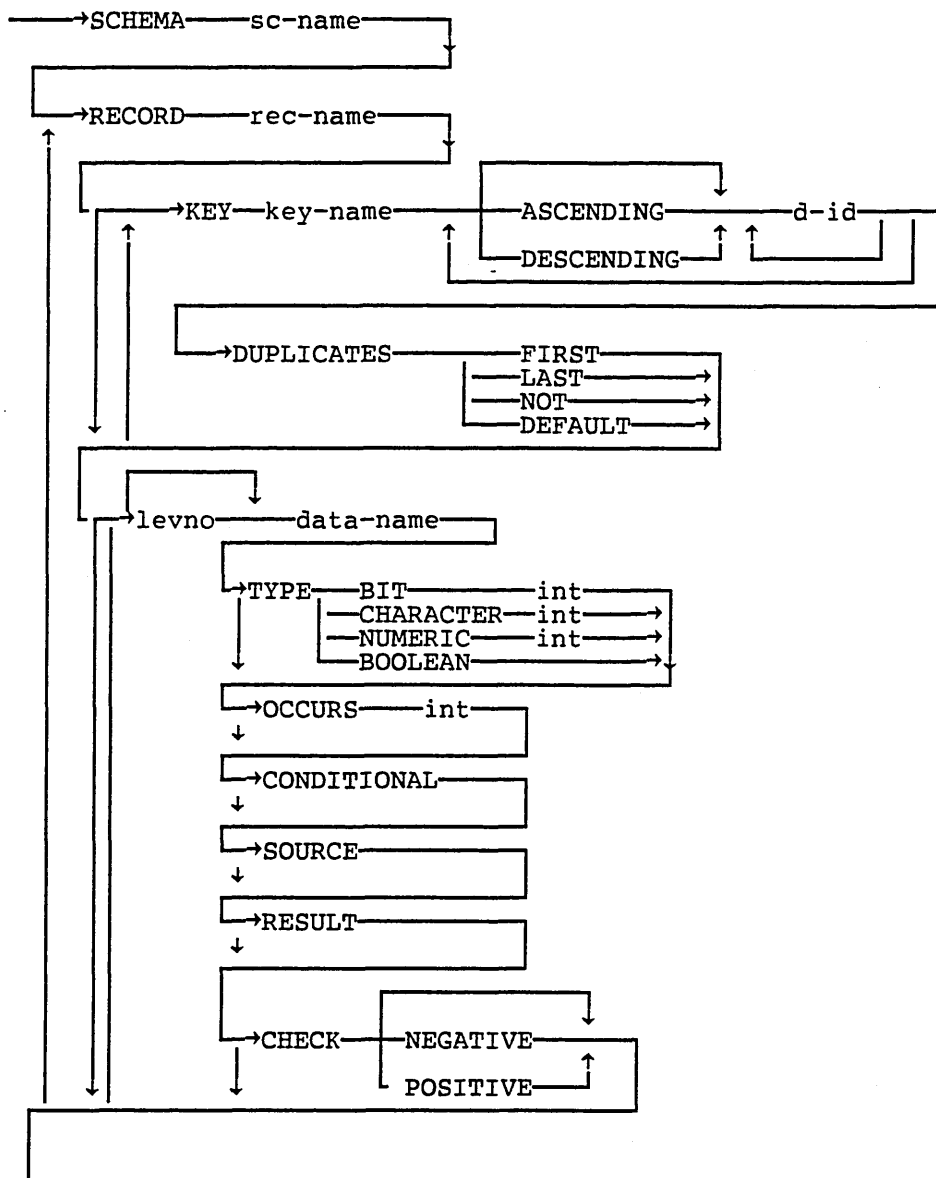 SCHEMA sc-name
RECORD rec-name
KEY key-name ASCENDING d-id
DESCENDING
DUPLICATES FIRST
LAST
NOT
DEFAULT
levno data-name
TYPE BIT int
CHARACTER int
NUMERIC int
BOOLEAN
OCCURS int
CONDITIONAL
SOURCE
RESULT
CHECK NEGATIVE
POSITIVE